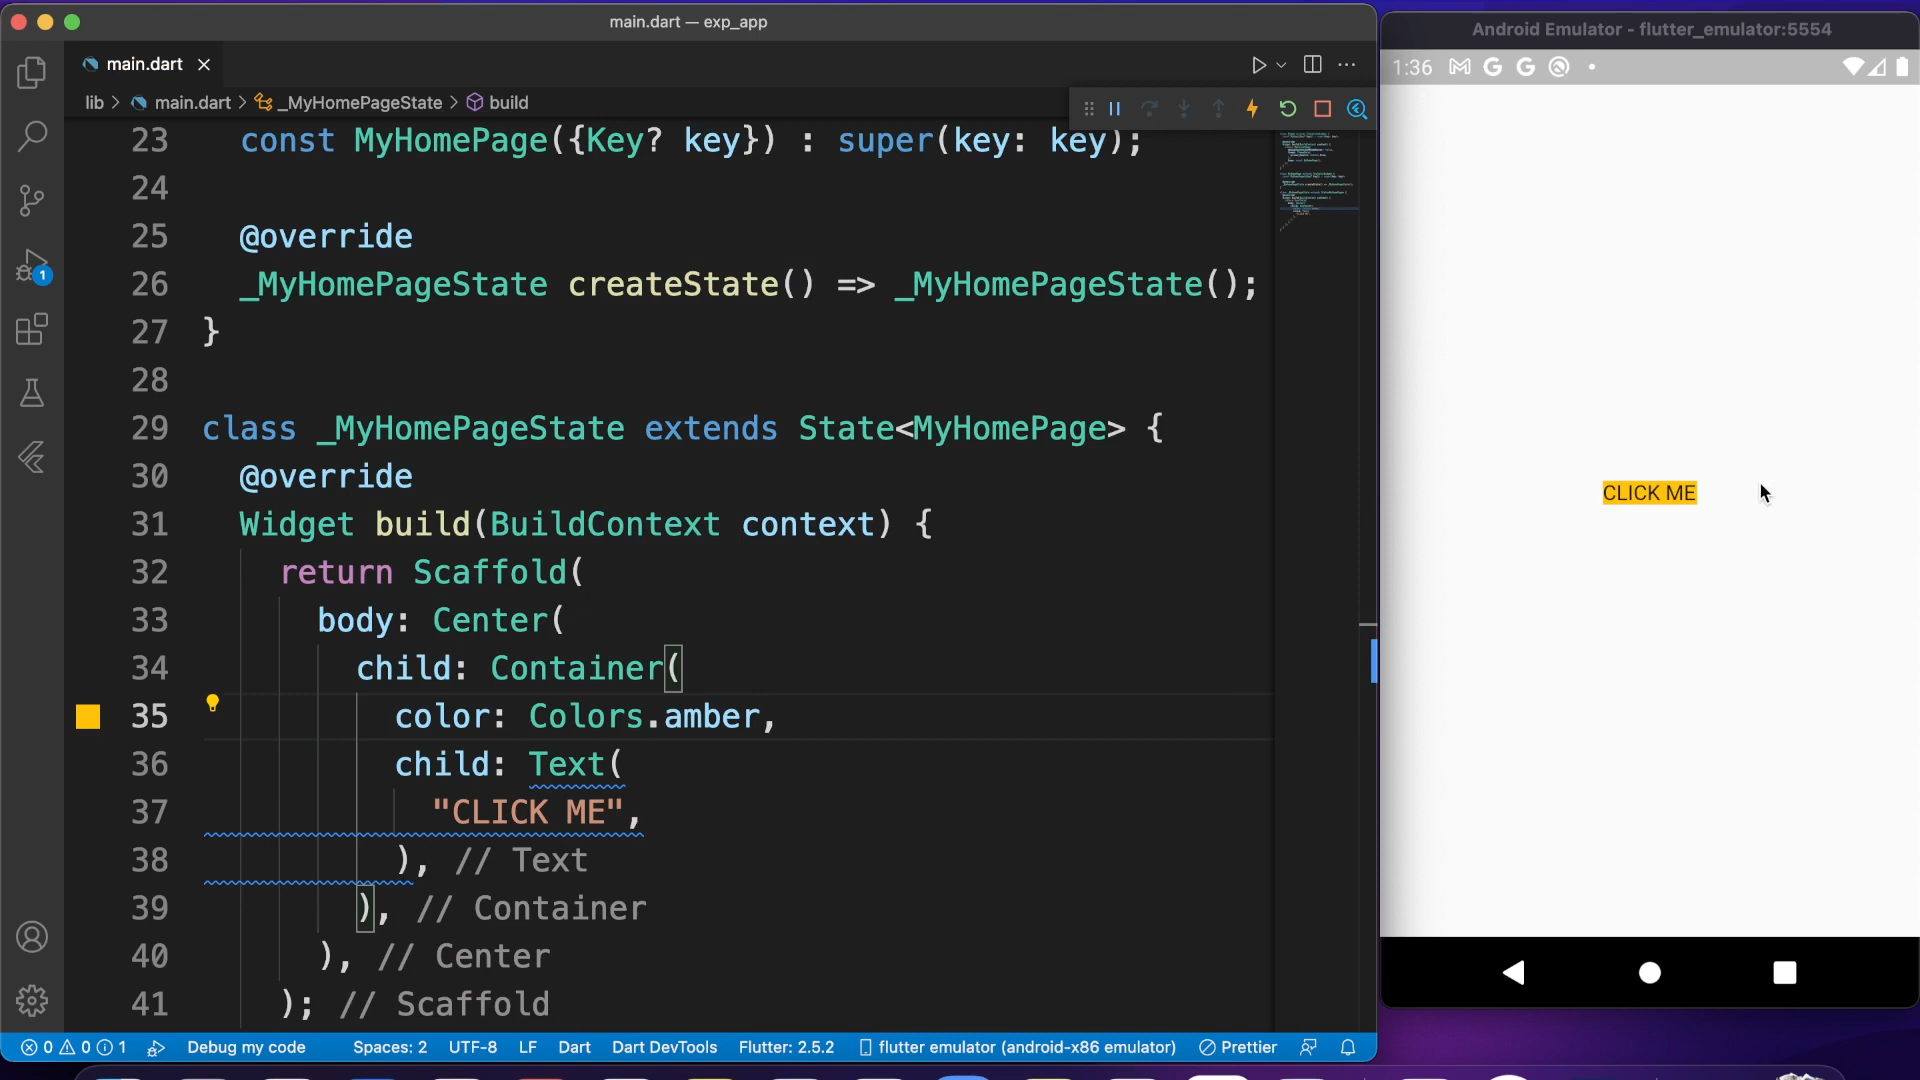 main.dart — exp_app
main.dart
lib > main.dart > _MyHomePageState > build
23 const MyHomePage({Key? key}) : super(key: key);
24
25 @override
26 _MyHomePageState createState() => _MyHomePageState();
27 }
28
29 class _MyHomePageState extends State<MyHomePage> {
30 @override
31 Widget build(BuildContext context) {
32 return Scaffold(
33 body: Center(
34 child: Container(
35 color: Colors.amber,
36 child: Text(
37 "CLICK ME",
38 ), // Text
39 ), // Container
40 ), // Center
41 ); // Scaffold
1
0 0 1 Debug my code Spaces: 2 UTF-8 LF Dart Dart DevTools Flutter: 2.5.2 flutter emulator (android-x86 emulator) Prettier
Android Emulator - flutter_emulator:5554
1:36
CLICK ME